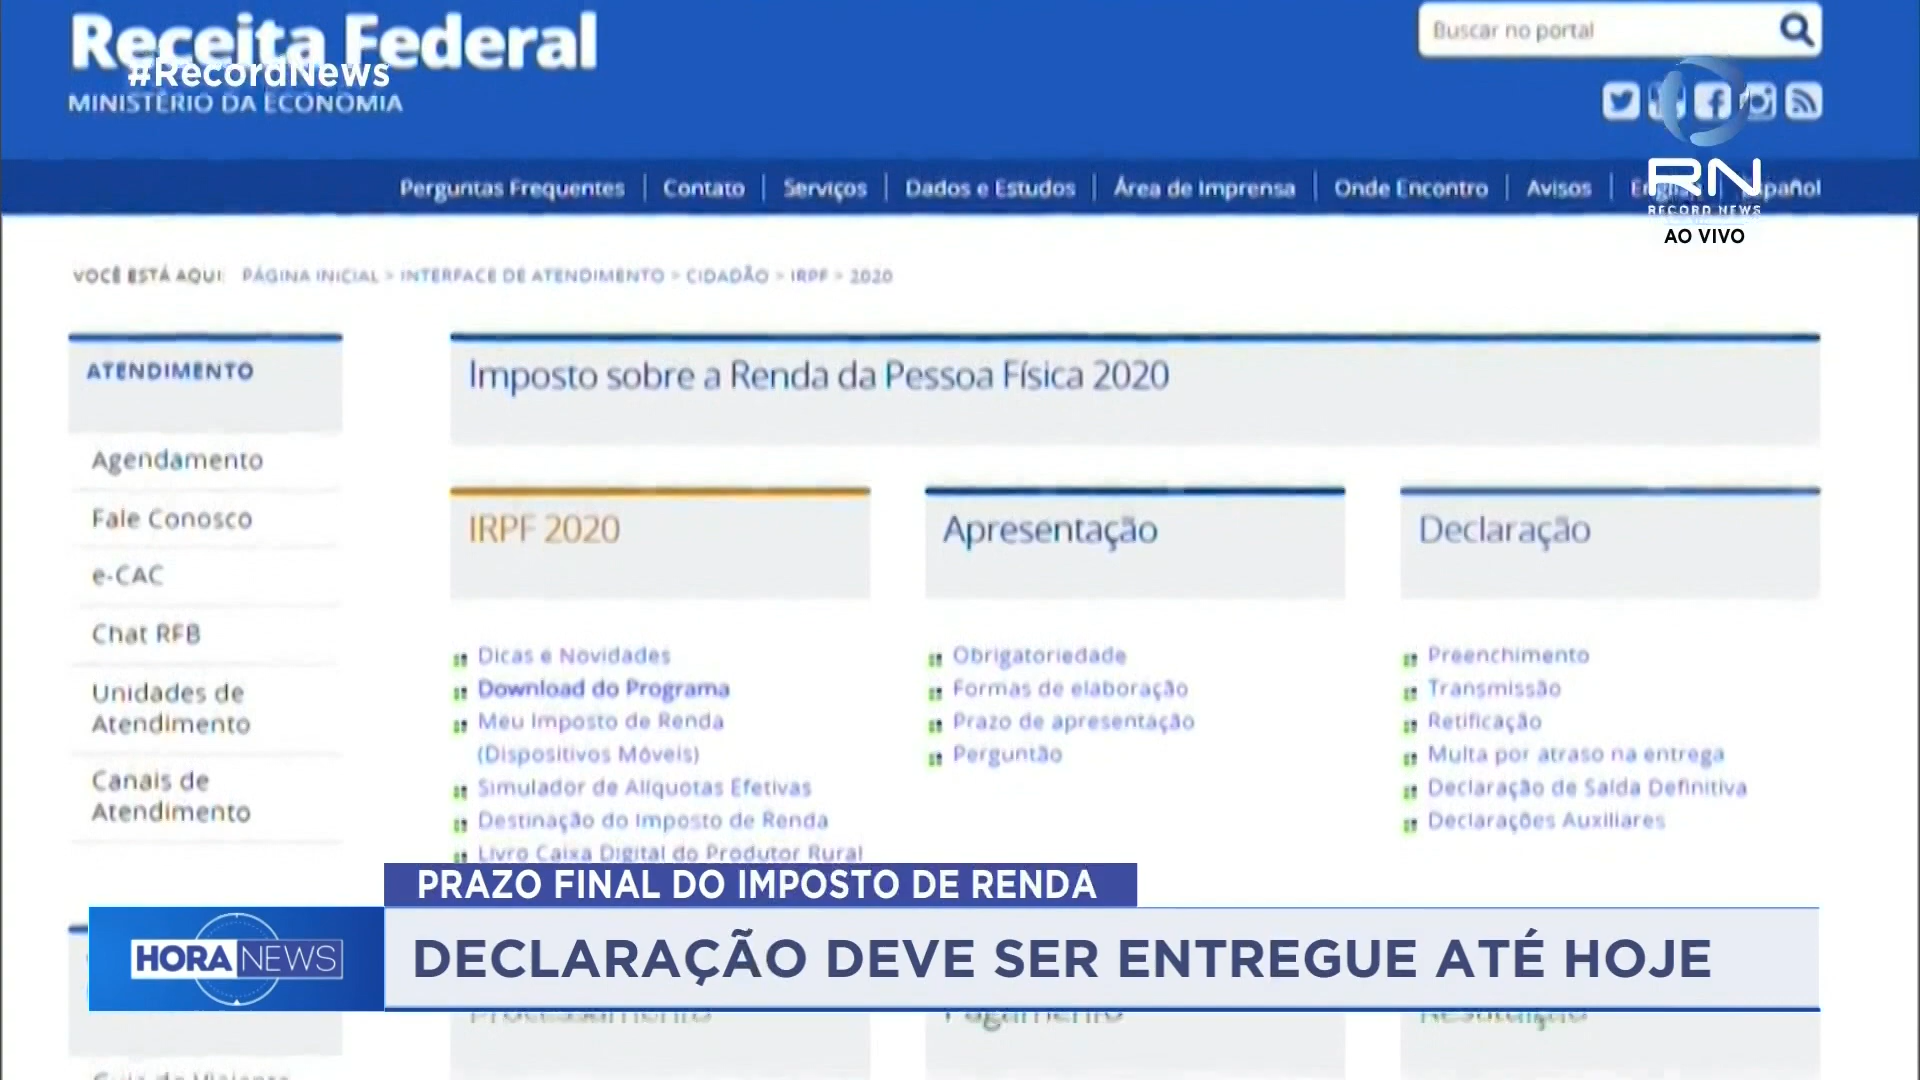 Receita Federal
#RecordNews
MINISTÉRIO DA ECONOMIA
Buscar no portal
Perguntas Frequentes | Contato | Serviços | Dados e Estudos | Área de Imprensa | Onde Encontro | Avisos
RN
RECORD NEWS
AO VIVO
VOCÊ ESTÁ AQUI: PÁGINA INICIAL > INTERFACE DE ATENDIMENTO > CIDADÃO > IRPF > 2020
ATENDIMENTO
Agendamento
Fale Conosco
e-CAC
Chat RFB
Unidades de
Atendimento
Canais de
Atendimento
Imposto sobre a Renda da Pessoa Física 2020
IRPF 2020
Dicas e Novidades
Download do Programa
Meu Imposto de Renda
(Dispositivos Móveis)
Simulador de Alíquotas Efetivas
Destinação do Imposto de Renda
Livro Caixa Digital do Produtor Rural
Apresentação
Obrigatoriedade
Formas de elaboração
Prazo de apresentação
Perguntão
Declaração
Preenchimento
Transmissão
Retificação
Multa por atraso na entrega
Declaração de Saída Definitiva
Declarações Auxiliares
PRAZO FINAL DO IMPOSTO DE RENDA
HORA NEWS
DECLARAÇÃO DEVE SER ENTREGUE ATÉ HOJE